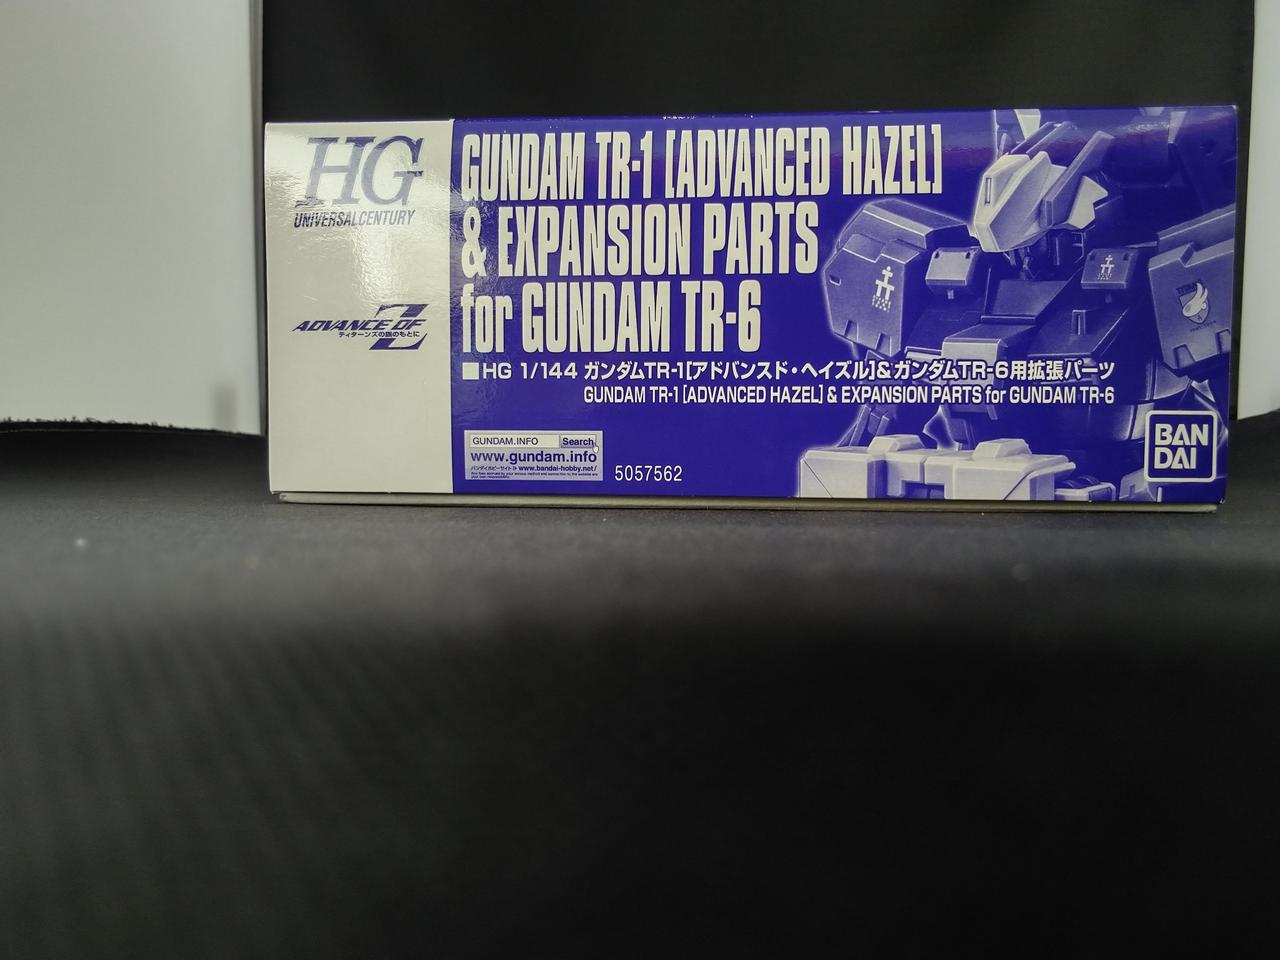 HG
UNIVERSAL CENTURY
ADVANCE OF Z
ティターンズの旗のもとに
GUNDAM TR-1 [ADVANCED HAZEL]
& EXPANSION PARTS
for GUNDAM TR-6
■HG 1/144 ガンダムTR-1[アドバンスド・ヘイズル]&ガンダムTR-6用拡張パーツ
GUNDAM TR-1 [ADVANCED HAZEL] & EXPANSION PARTS for GUNDAM TR-6
GUNDAM.INFO Search
www.gundam.info
バンダイホビーサイト www.bandai-hobby.net/
5057562
BAN
DAI